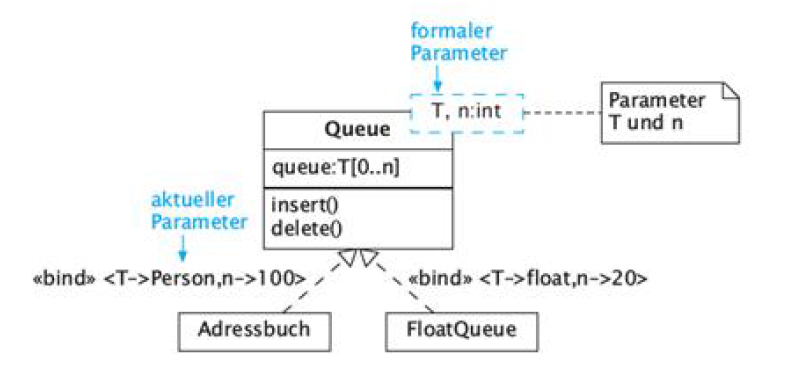 formaler
Parameter
T, n:int
Parameter
T und n
Queue
queue:T[0..n]
insert()
delete()
aktueller
Parameter
«bind» <T->Person,n->100>
«bind» <T->float,n->20>
Adressbuch
FloatQueue